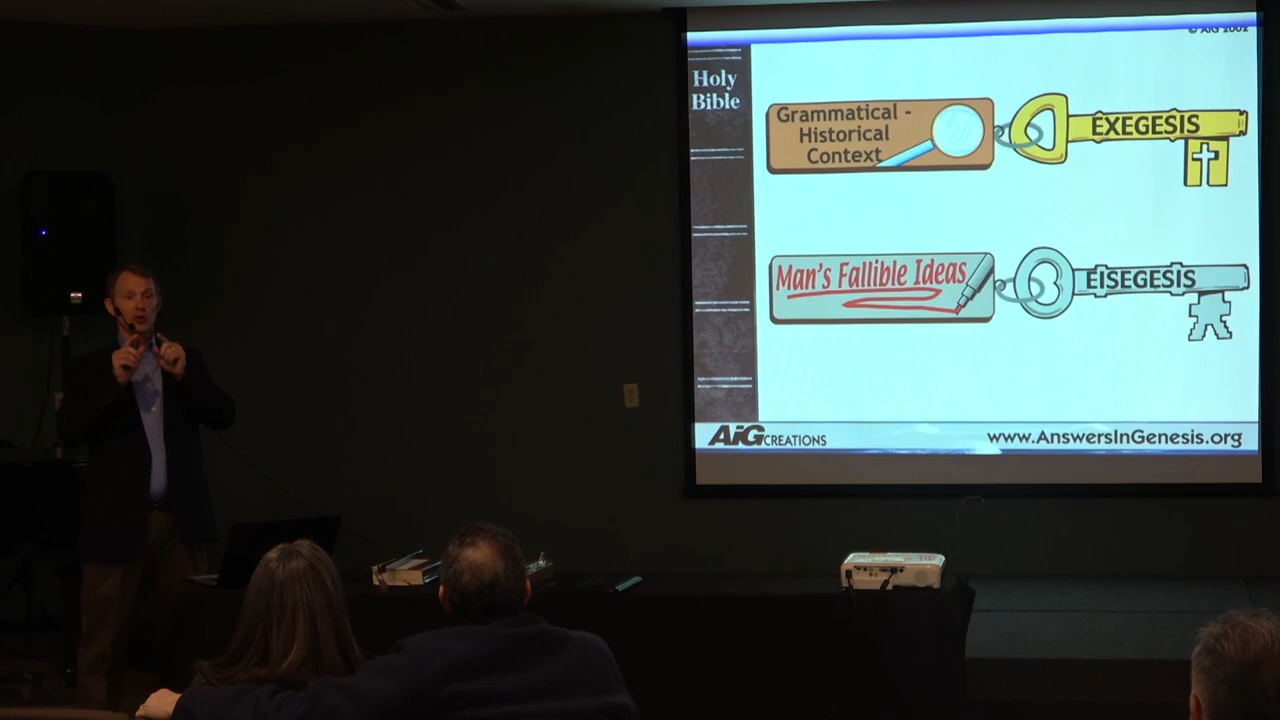 © AiG 2002
Holy
Bible
Grammatical -
Historical
Context
EXEGESIS
Man's Fallible Ideas
EISEGESIS
AiG CREATIONS
www.AnswersInGenesis.org